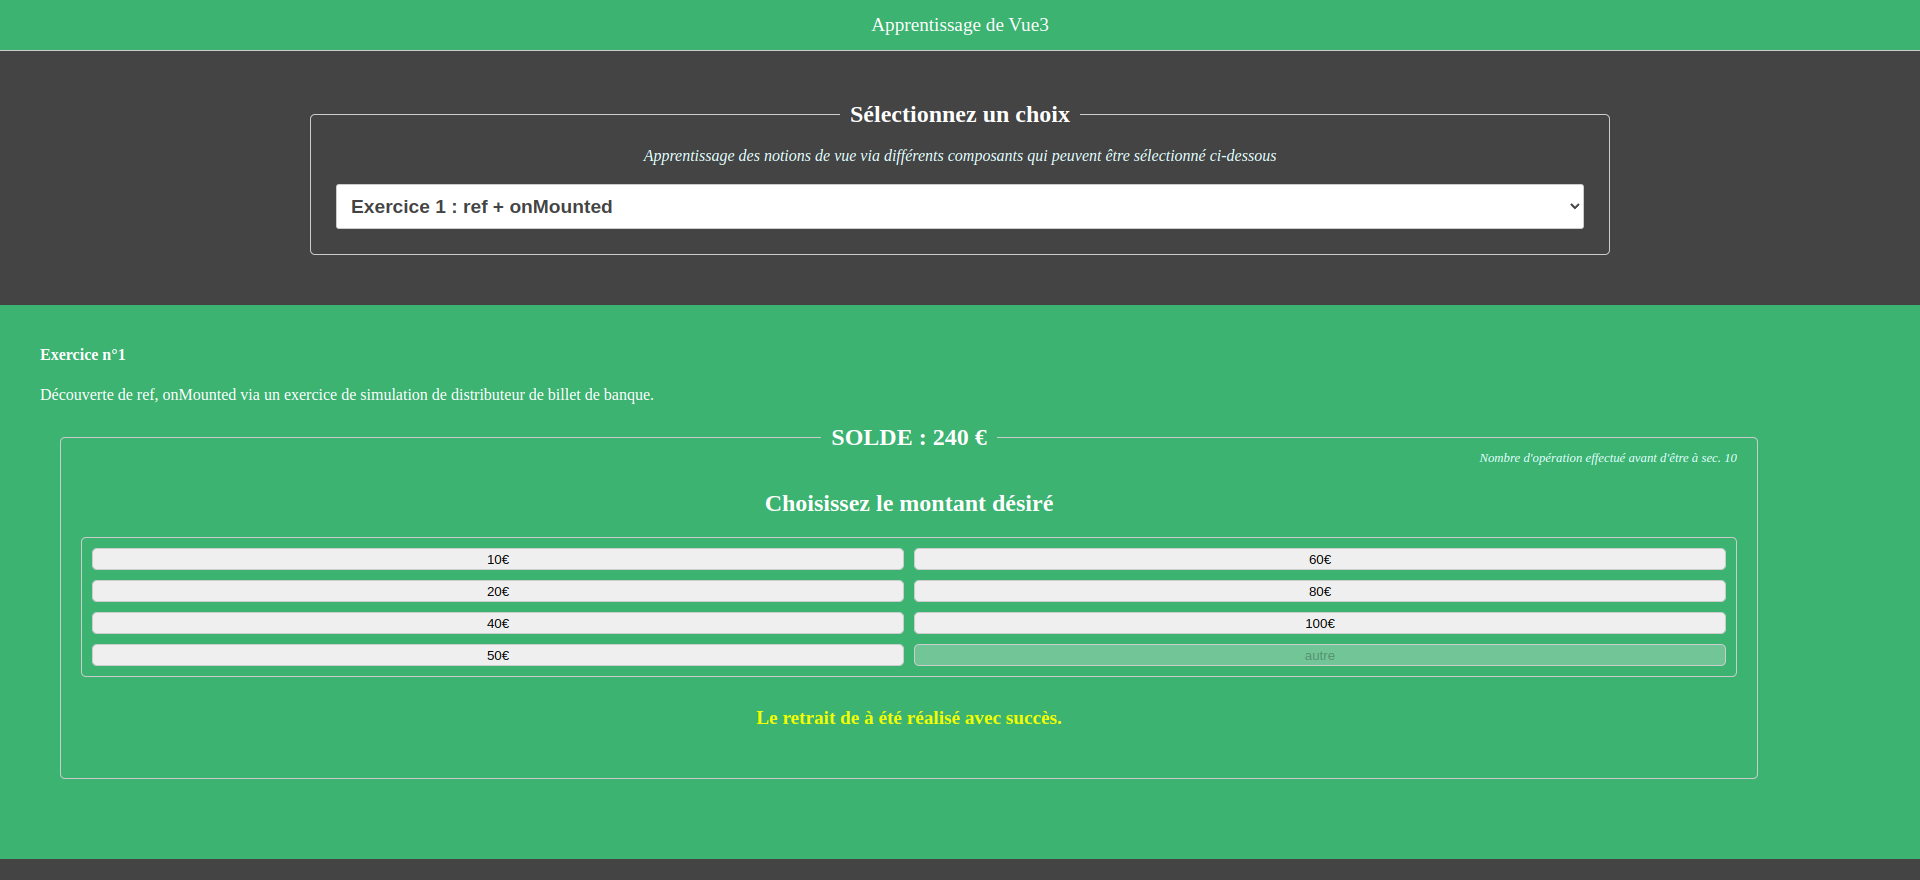 Apprentissage de Vue3
Sélectionnez un choix
Apprentissage des notions de vue via différents composants qui peuvent être sélectionné ci-dessous
Exercice 1 : ref + onMounted
Exercice n°1
Découverte de ref, onMounted via un exercice de simulation de distributeur de billet de banque.
SOLDE : 240 €
Nombre d'opération effectué avant d'être à sec. 10
Choisissez le montant désiré
10€
60€
20€
80€
40€
100€
50€
autre
Le retrait de à été réalisé avec succès.